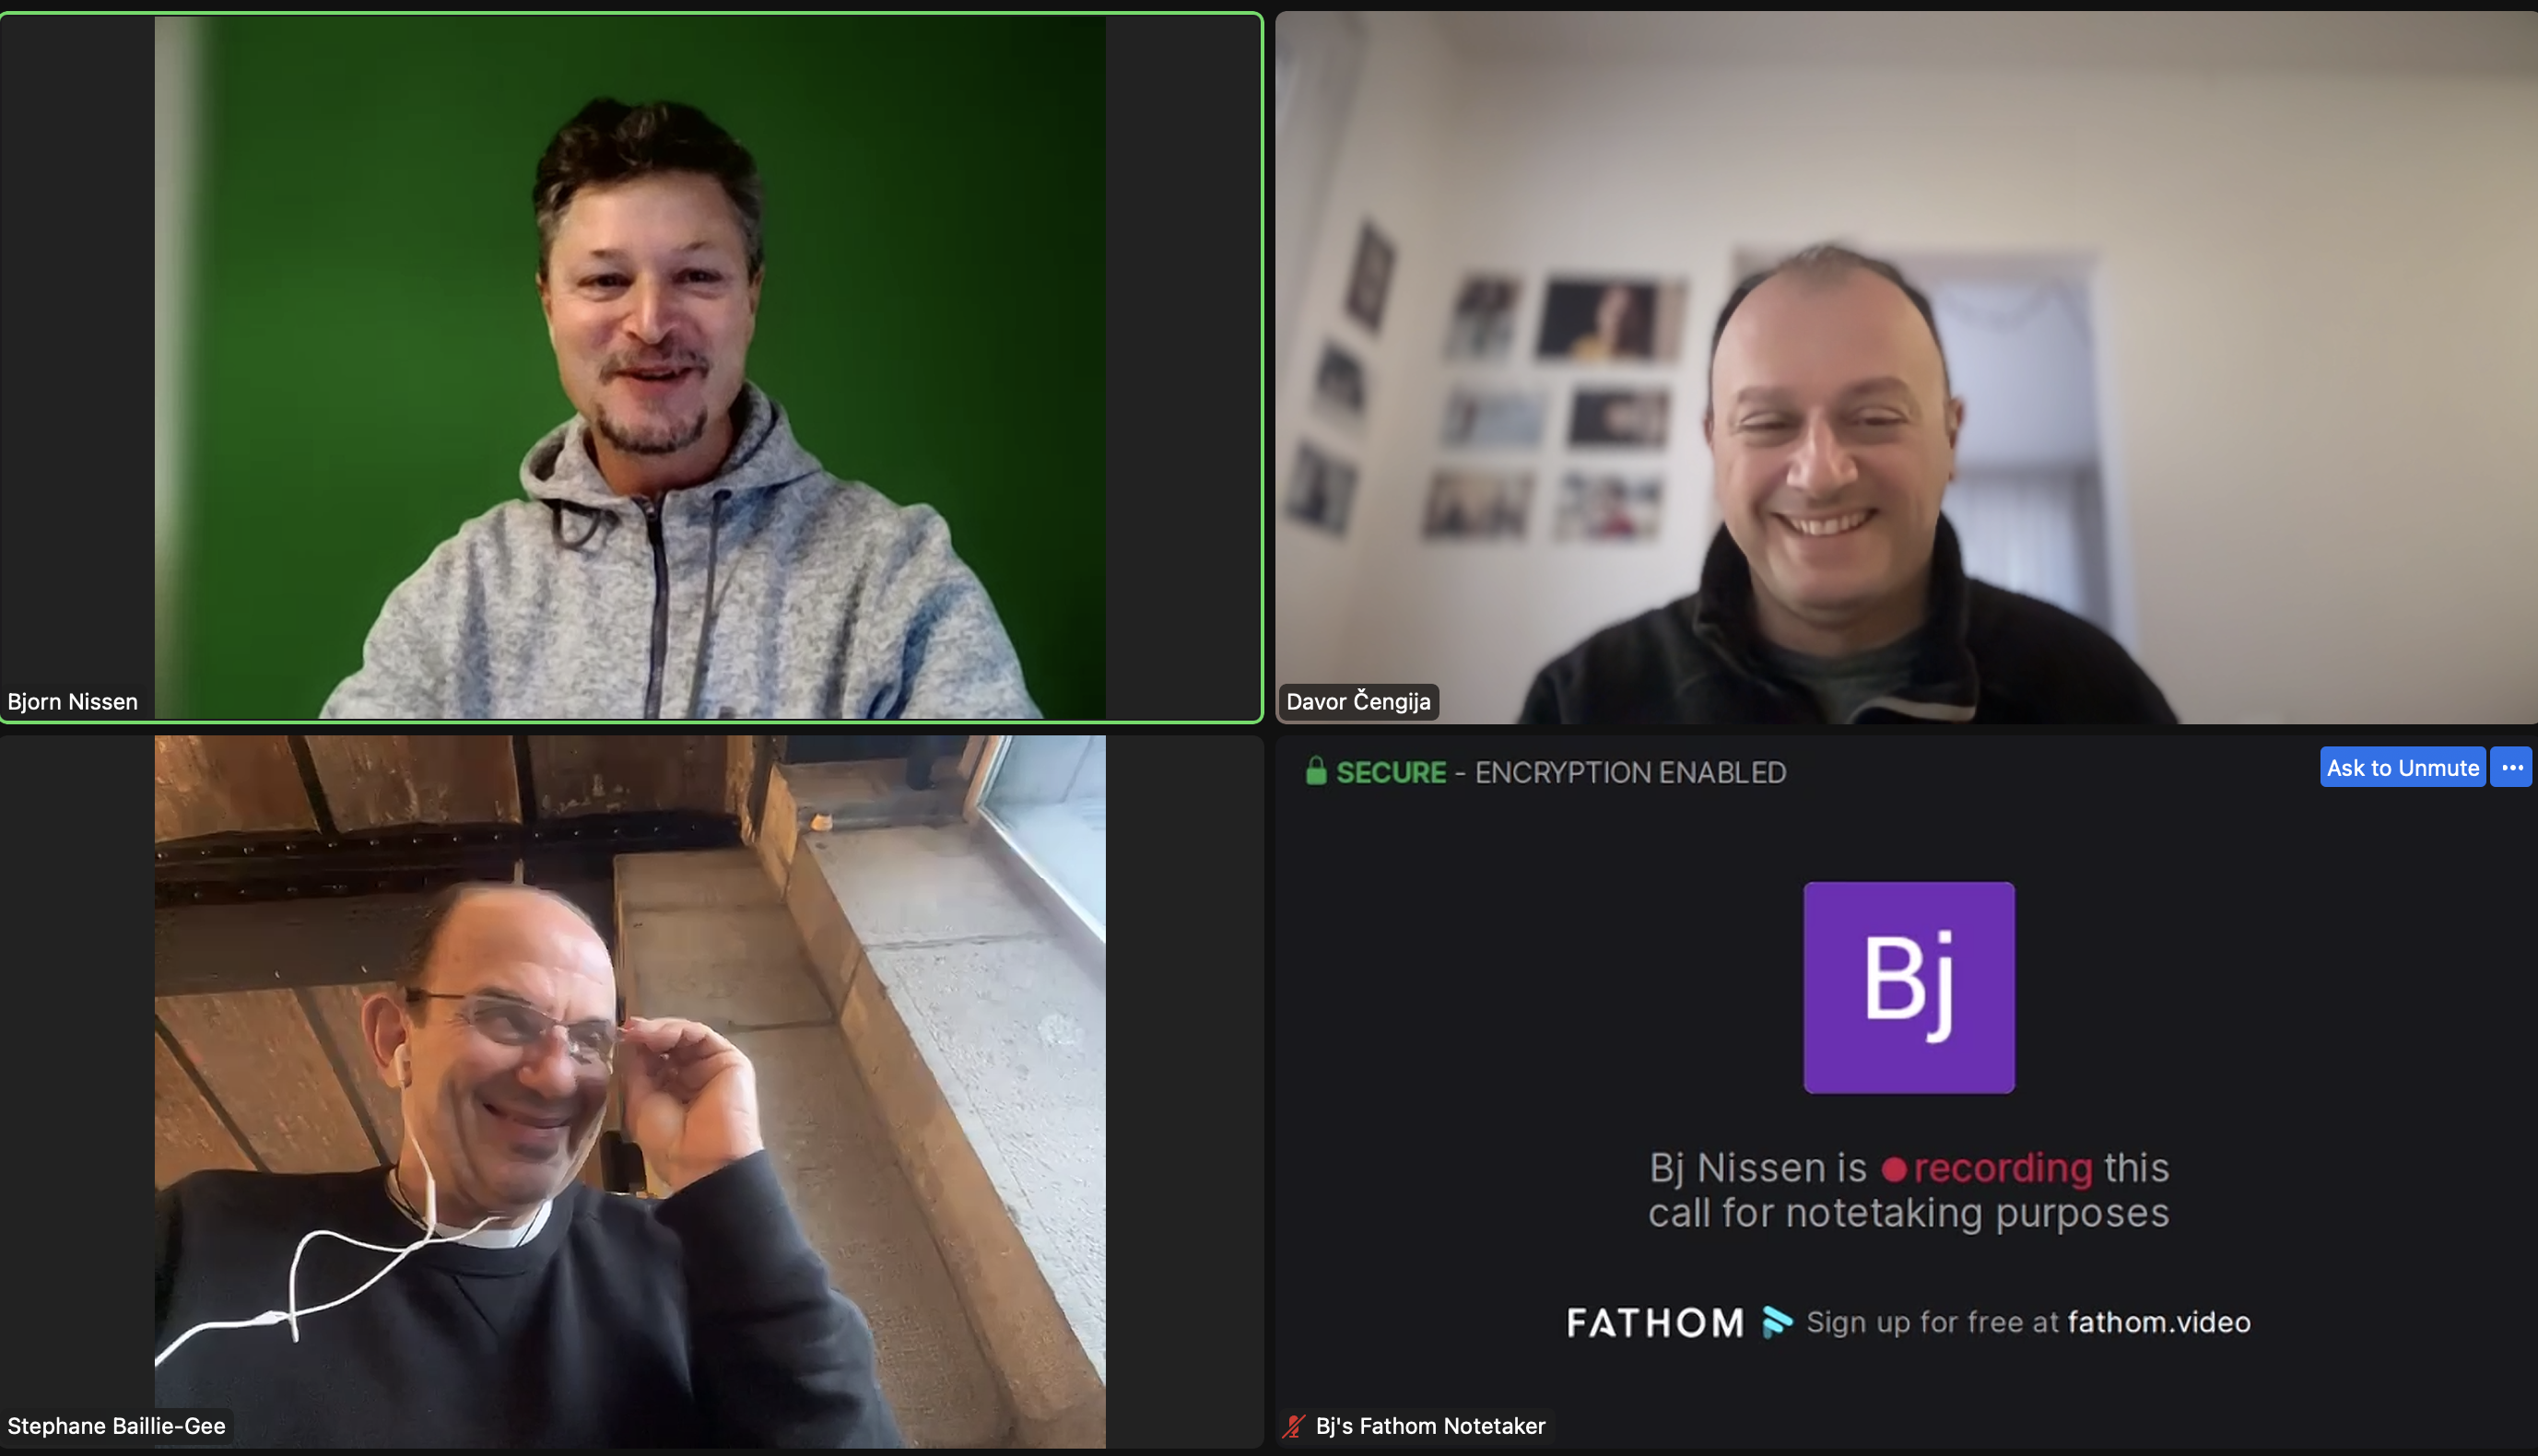 Bjorn Nissen
Davor Čengija
SECURE - ENCRYPTION ENABLED
Ask to Unmute
Bj
Bj Nissen is recording this
call for notetaking purposes
FATHOM Sign up for free at fathom.video
Stephane Baillie-Gee
Bj's Fathom Notetaker